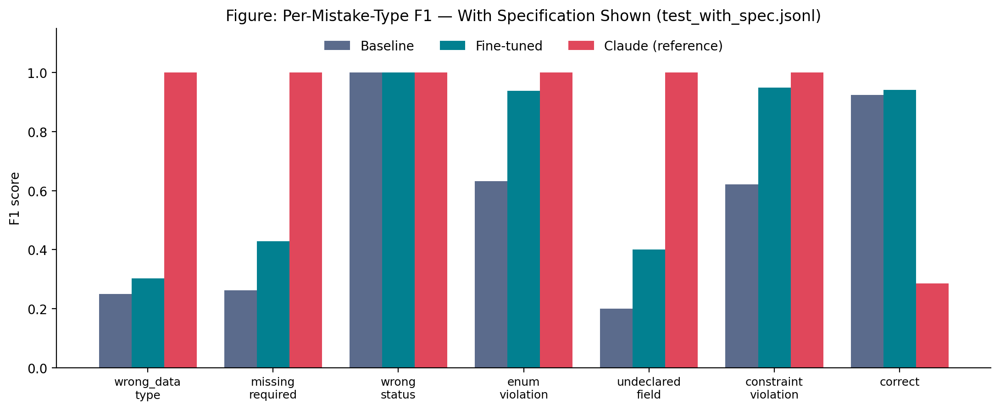 Figure: Per-Mistake-Type F1 — With Specification Shown (test_with_spec.jsonl)
Baseline
Fine-tuned
Claude (reference)
F1 score
1.0
0.8
0.6
0.4
0.2
0.0
wrong_data
type
missing
required
wrong
status
enum
violation
undeclared
field
constraint
violation
correct